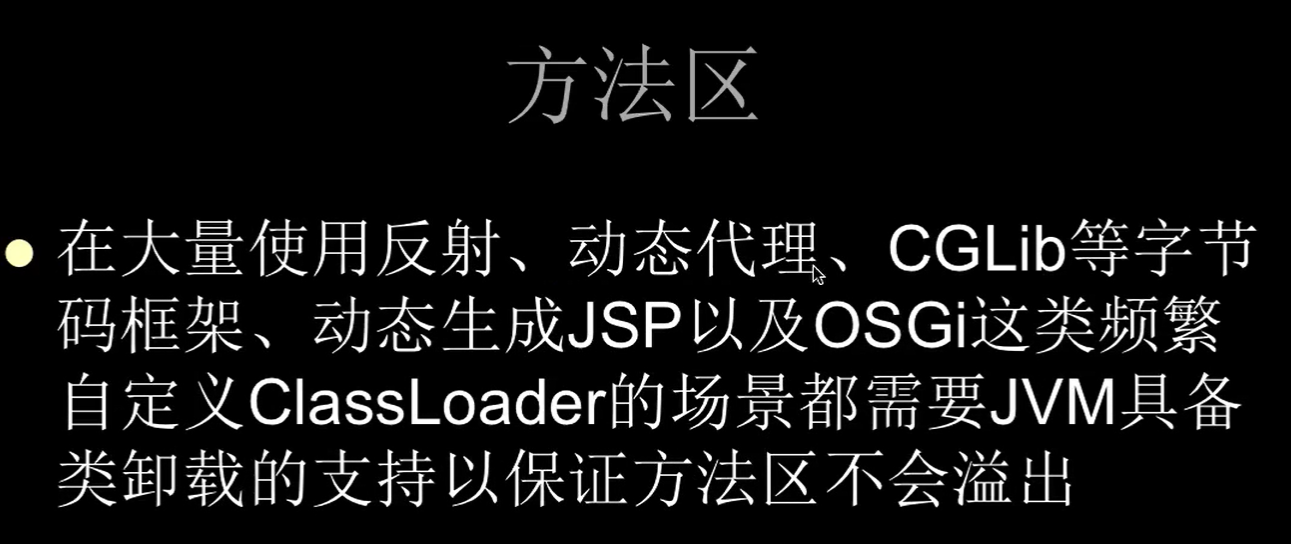 方法区
在大量使用反射、动态代理、CGLib等字节
码框架、动态生成JSP以及OSGi这类频繁
自定义ClassLoader的场景都需要JVM具备
类卸载的支持以保证方法区不会溢出